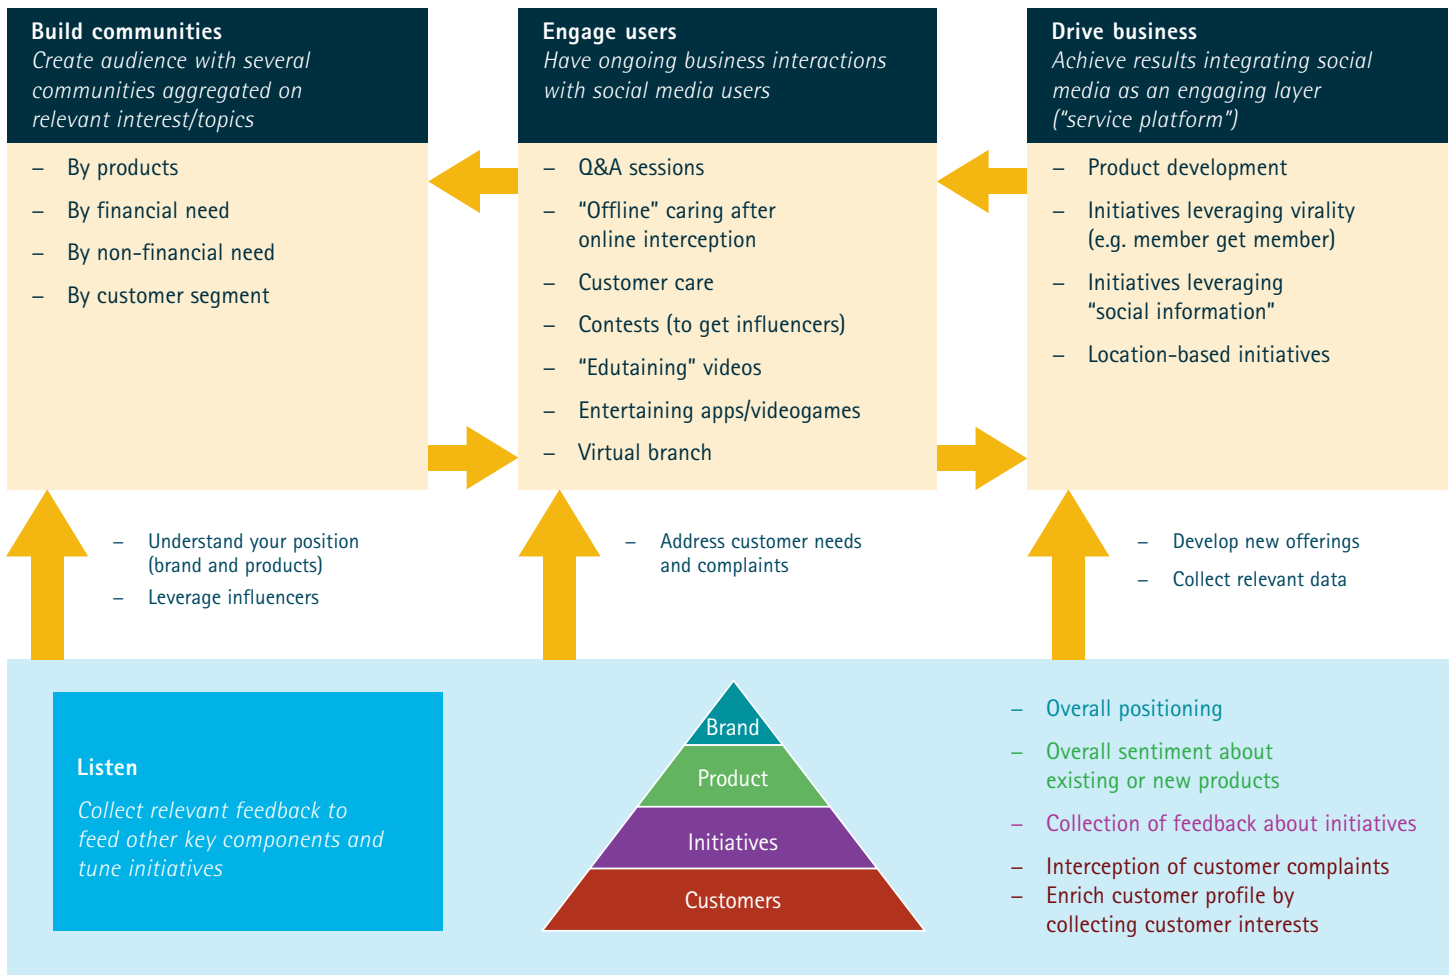 Build communities
Create audience with several
communities aggregated on
relevant interest/topics
– By products
– By financial need
– By non-financial need
– By customer segment
Engage users
Have ongoing business interactions
with social media users
– Q&A sessions
– “Offline” caring after
online interception
– Customer care
– Contests (to get influencers)
– “Edutaining” videos
– Entertaining apps/videogames
– Virtual branch
Drive business
Achieve results integrating social
media as an engaging layer
(“service platform”)
– Product development
– Initiatives leveraging virality
(e.g. member get member)
– Initiatives leveraging
“social information”
– Location-based initiatives
– Understand your position
(brand and products)
– Leverage influencers
– Address customer needs
and complaints
– Develop new offerings
– Collect relevant data
Listen
Collect relevant feedback to
feed other key components and
tune initiatives
Brand
Product
Initiatives
Customers
– Overall positioning
– Overall sentiment about
existing or new products
– Collection of feedback about initiatives
– Interception of customer complaints
– Enrich customer profile by
collecting customer interests